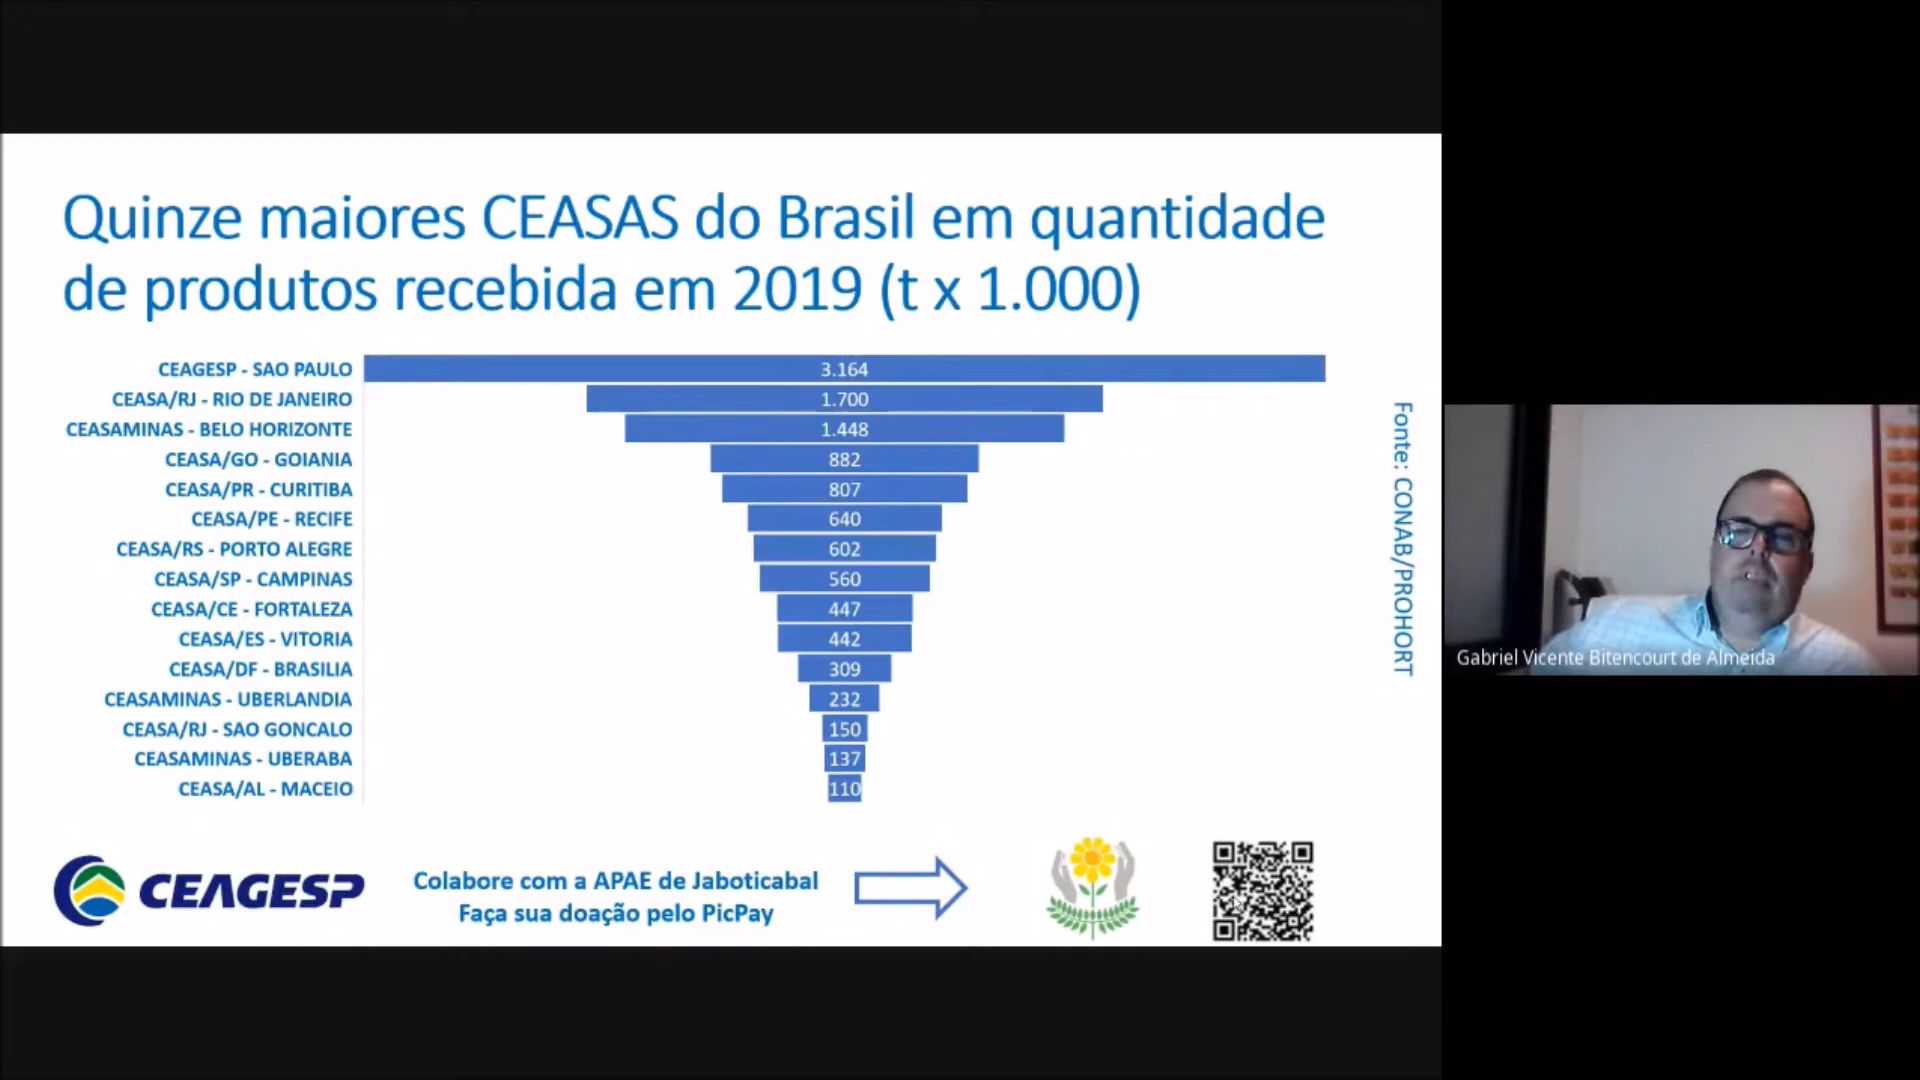 Quinze maiores CEASAS do Brasil em quantidade
de produtos recebida em 2019 (t x 1.000)
CEAGESP - SAO PAULO 3.164
CEASA/RJ - RIO DE JANEIRO 1.700
CEASAMINAS - BELO HORIZONTE 1.448
CEASA/GO - GOIANIA 882
CEASA/PR - CURITIBA 807
CEASA/PE - RECIFE 640
CEASA/RS - PORTO ALEGRE 602
CEASA/SP - CAMPINAS 560
CEASA/CE - FORTALEZA 447
CEASA/ES - VITORIA 442
CEASA/DF - BRASILIA 309
CEASAMINAS - UBERLANDIA 232
CEASA/RJ - SAO GONCALO 150
CEASAMINAS - UBERABA 137
CEASA/AL - MACEIO 110
Fonte: CONAB/PROHORT
CEAGESP
Colabore com a APAE de Jaboticabal
Faça sua doação pelo PicPay
Gabriel Vicente Bitencourt de Almeida